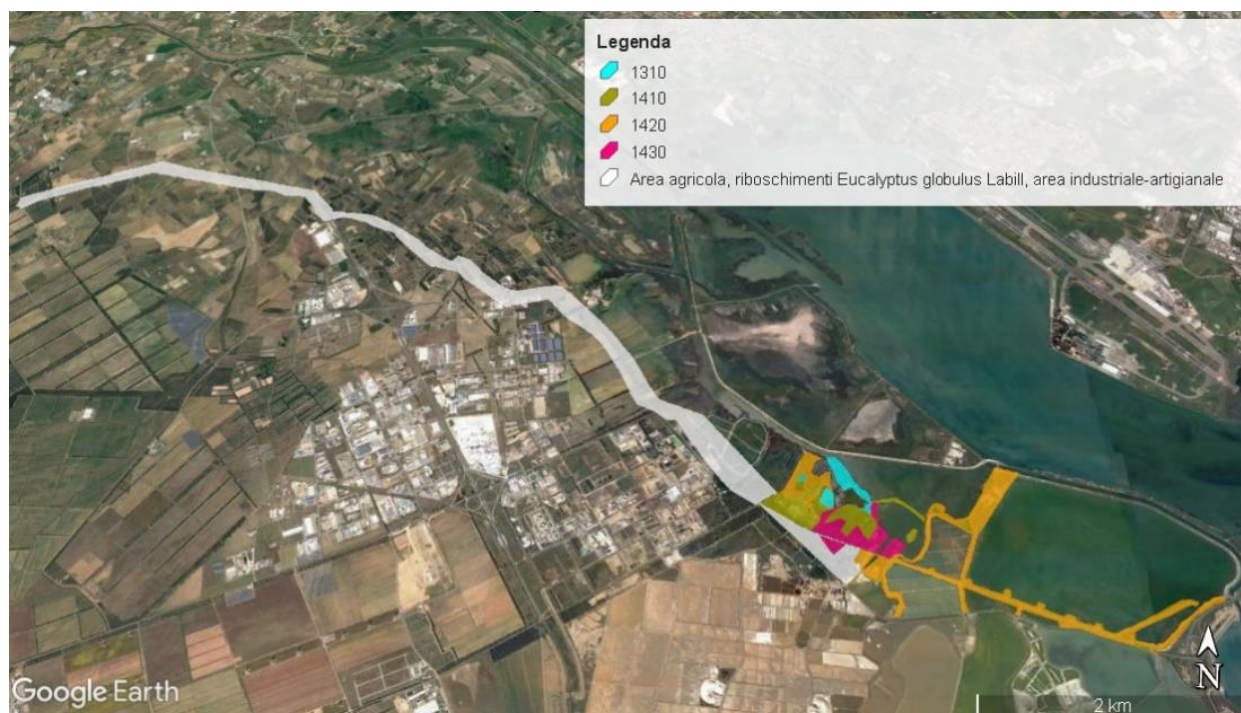 Legenda
1310
1410
1420
1430
Area agricola, riboschimenti Eucalyptus globulus Labill, area industriale-artigianale
Google Earth
N
2 km